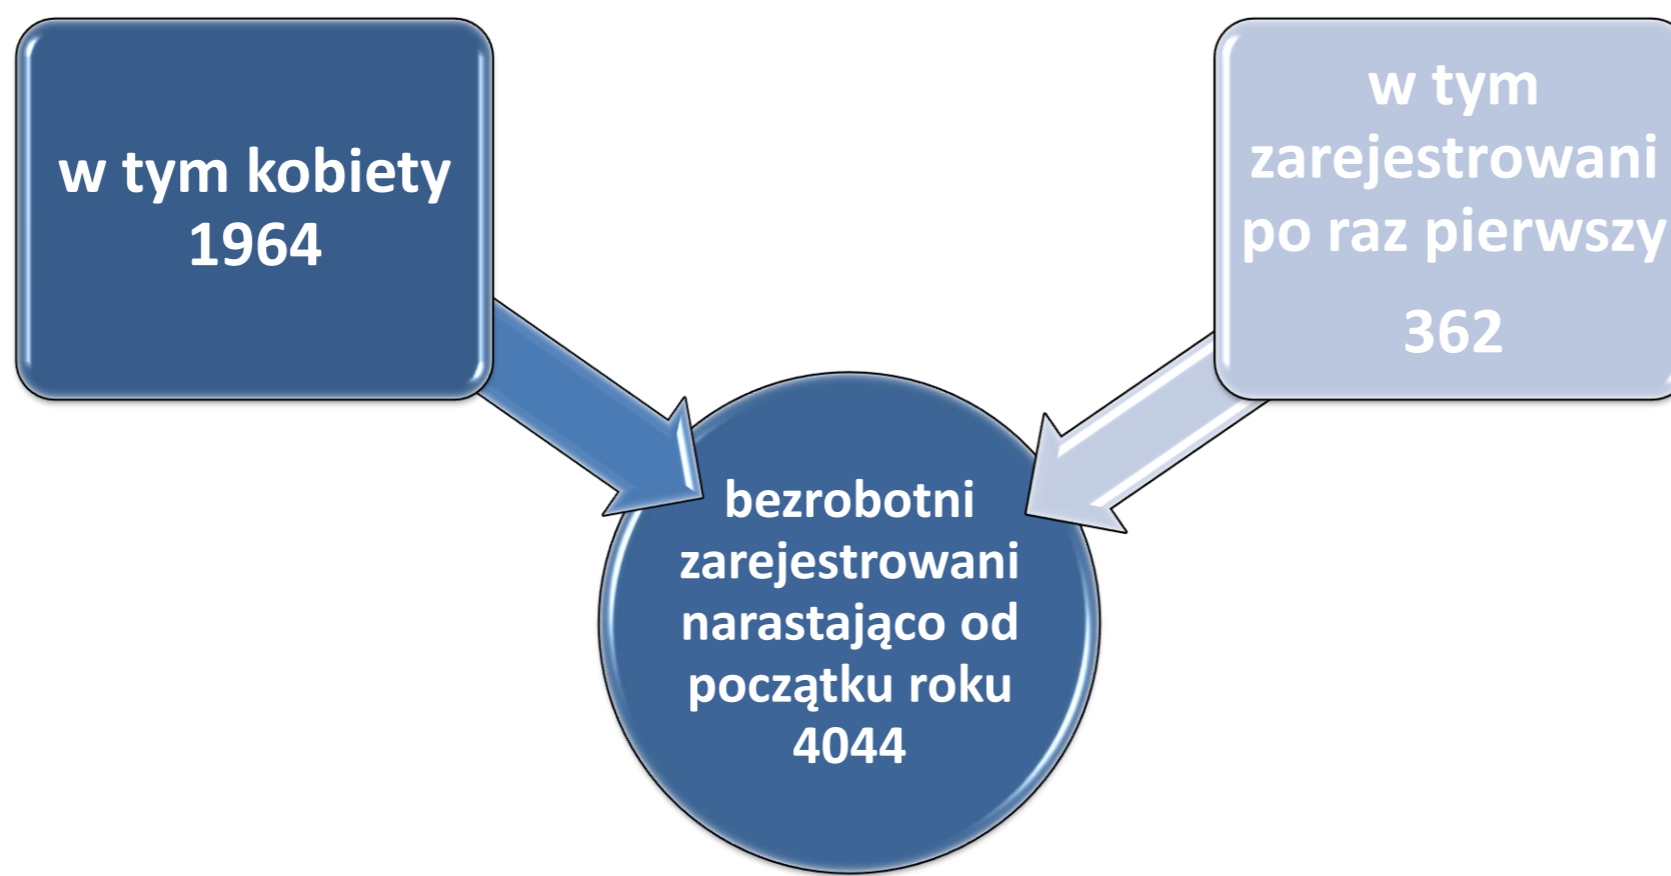 w tym kobiety
1964
w tym
zarejestrowani
po raz pierwszy
362
bezrobotni
zarejestrowani
narastająco od
początku roku
4044